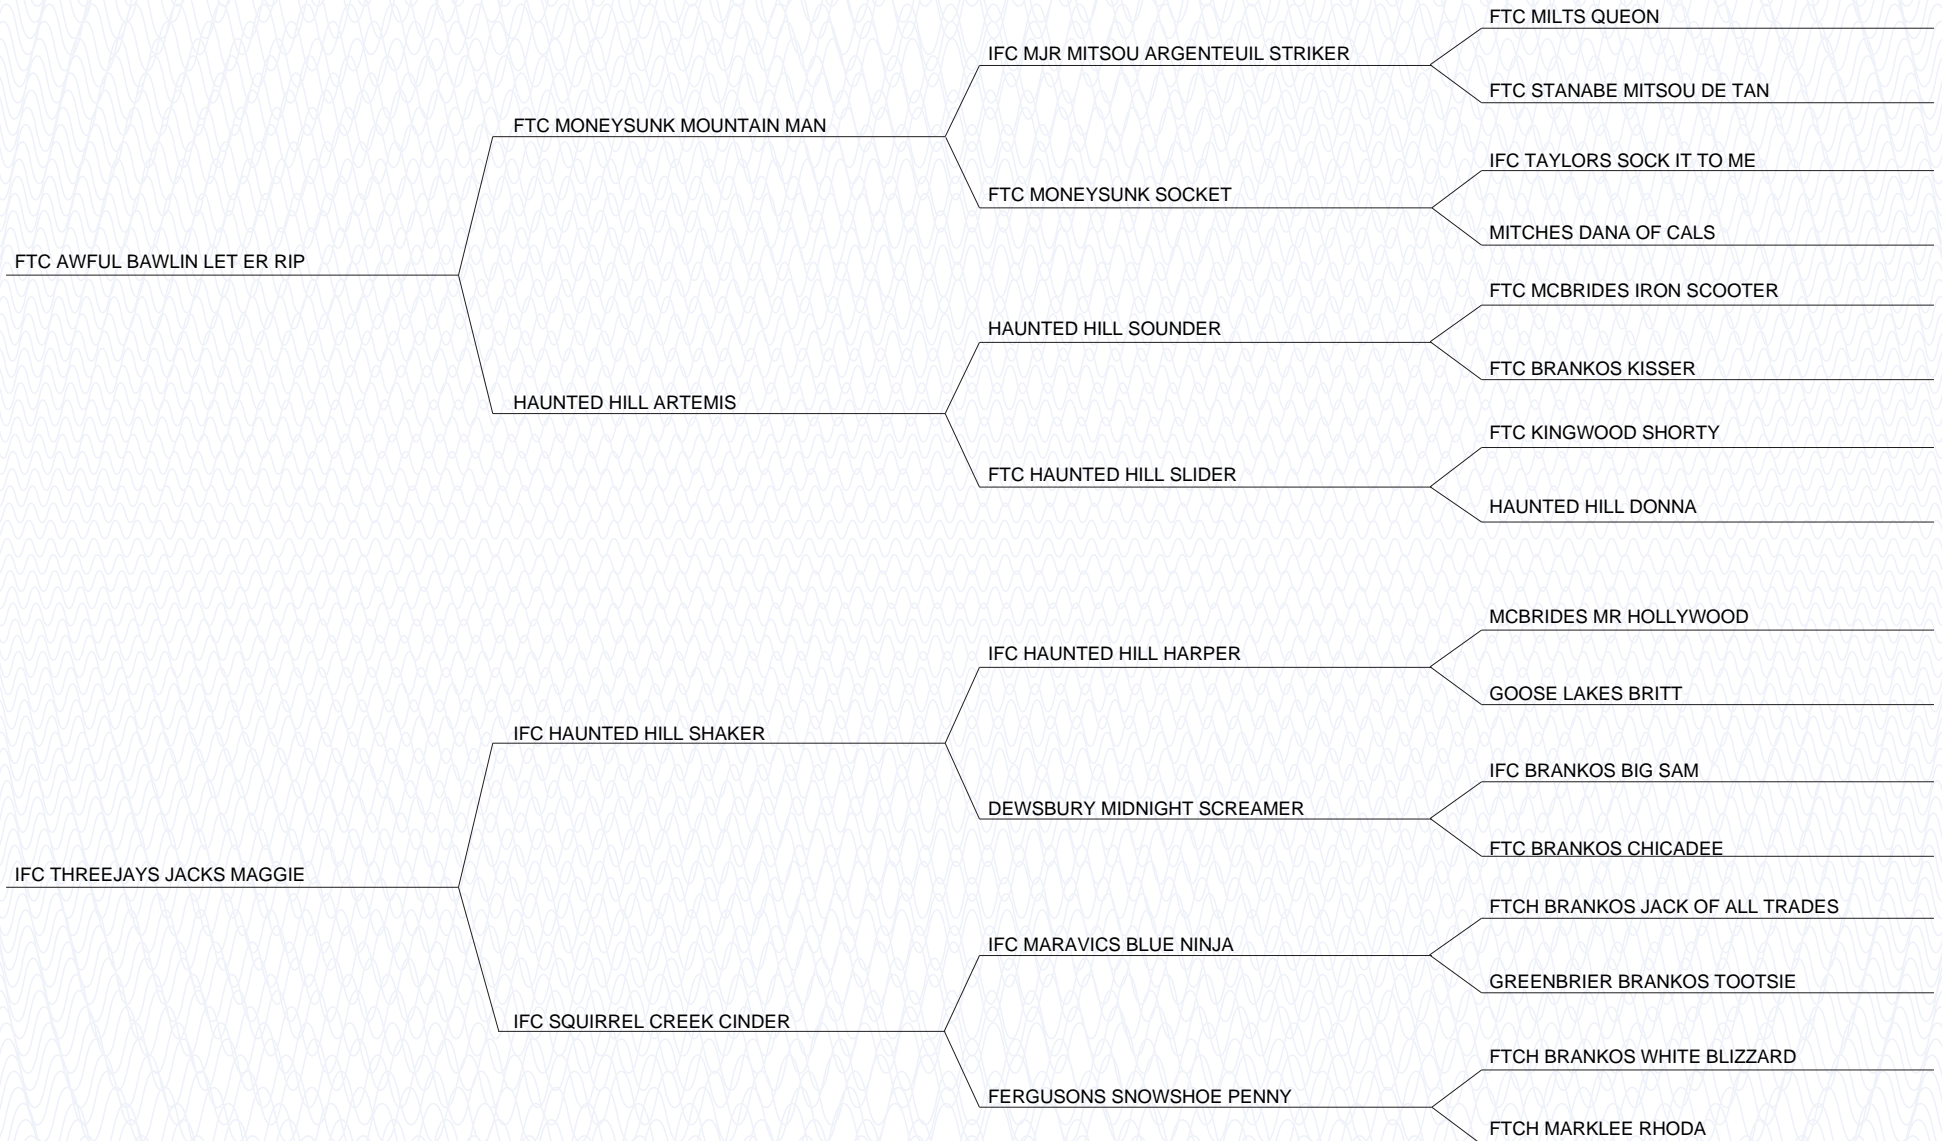 FTC MILTS QUEON
IFC MJR MITSOU ARGENTEUIL STRIKER
FTC STANABE MITSOU DE TAN
FTC MONEYSUNK MOUNTAIN MAN
IFC TAYLORS SOCK IT TO ME
FTC MONEYSUNK SOCKET
MITCHES DANA OF CALS
FTC AWFUL BAWLIN LET ER RIP
FTC MCBRIDES IRON SCOOTER
HAUNTED HILL SOUNDER
FTC BRANKOS KISSER
HAUNTED HILL ARTEMIS
FTC KINGWOOD SHORTY
FTC HAUNTED HILL SLIDER
HAUNTED HILL DONNA
MCBRIDES MR HOLLYWOOD
IFC HAUNTED HILL HARPER
GOOSE LAKES BRITT
IFC HAUNTED HILL SHAKER
IFC BRANKOS BIG SAM
DEWSBURY MIDNIGHT SCREAMER
FTC BRANKOS CHICADEE
IFC THREEJAYS JACKS MAGGIE
FTCH BRANKOS JACK OF ALL TRADES
IFC MARAVICS BLUE NINJA
GREENBRIER BRANKOS TOOTSIE
IFC SQUIRREL CREEK CINDER
FTCH BRANKOS WHITE BLIZZARD
FERGUSONS SNOWSHOE PENNY
FTCH MARKLEE RHODA